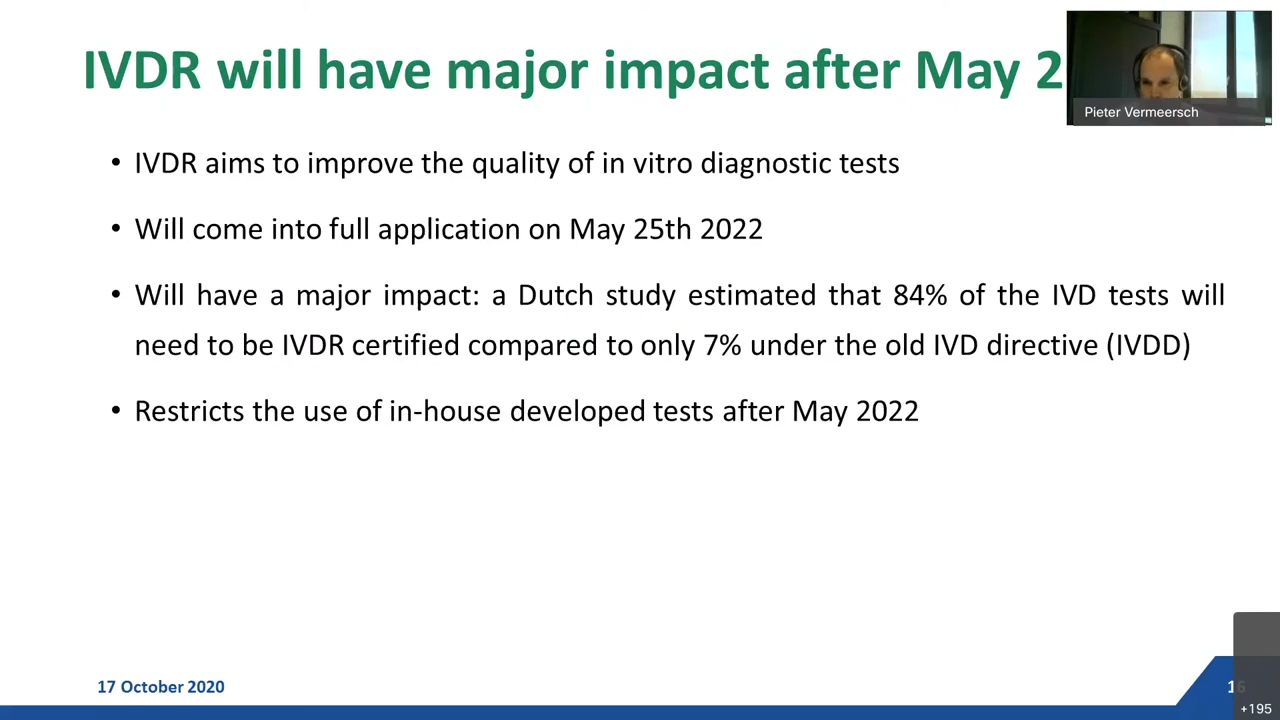 IVDR will have major impact after May 2
Pieter Vermeersch
• IVDR aims to improve the quality of in vitro diagnostic tests
• Will come into full application on May 25th 2022
• Will have a major impact: a Dutch study estimated that 84% of the IVD tests will
need to be IVDR certified compared to only 7% under the old IVD directive (IVDD)
• Restricts the use of in-house developed tests after May 2022
17 October 2020
16
+195